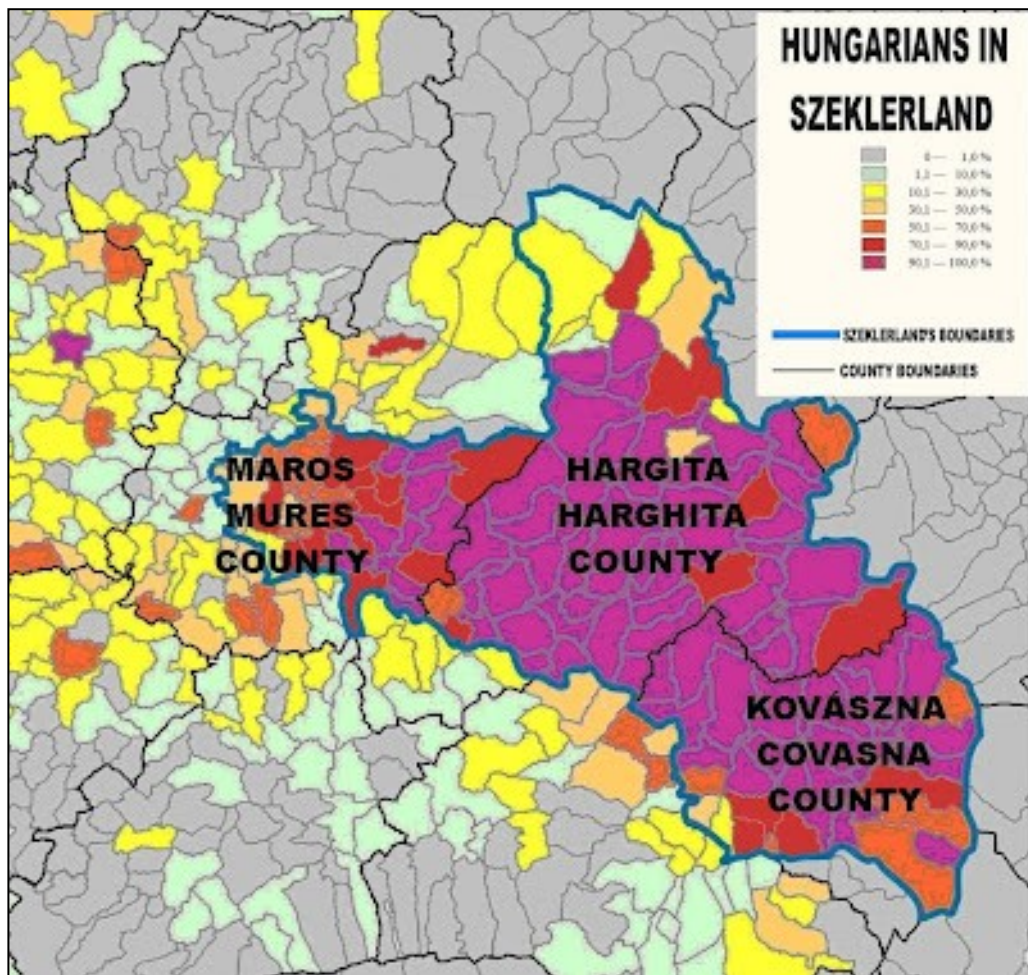 HUNGARIANS IN
SZEKLERLAND
0 — 1,0 %
1,1 — 10,0 %
10,1 — 30,0 %
30,1 — 50,0 %
50,1 — 70,0 %
70,1 — 90,0 %
90,1 — 100,0 %
SZEKLERLAND'S BOUNDARIES
COUNTY BOUNDARIES
MAROS
MURES
COUNTY
HARGITA
HARGHITA
COUNTY
KOVÁSZNA
COVASNA
COUNTY